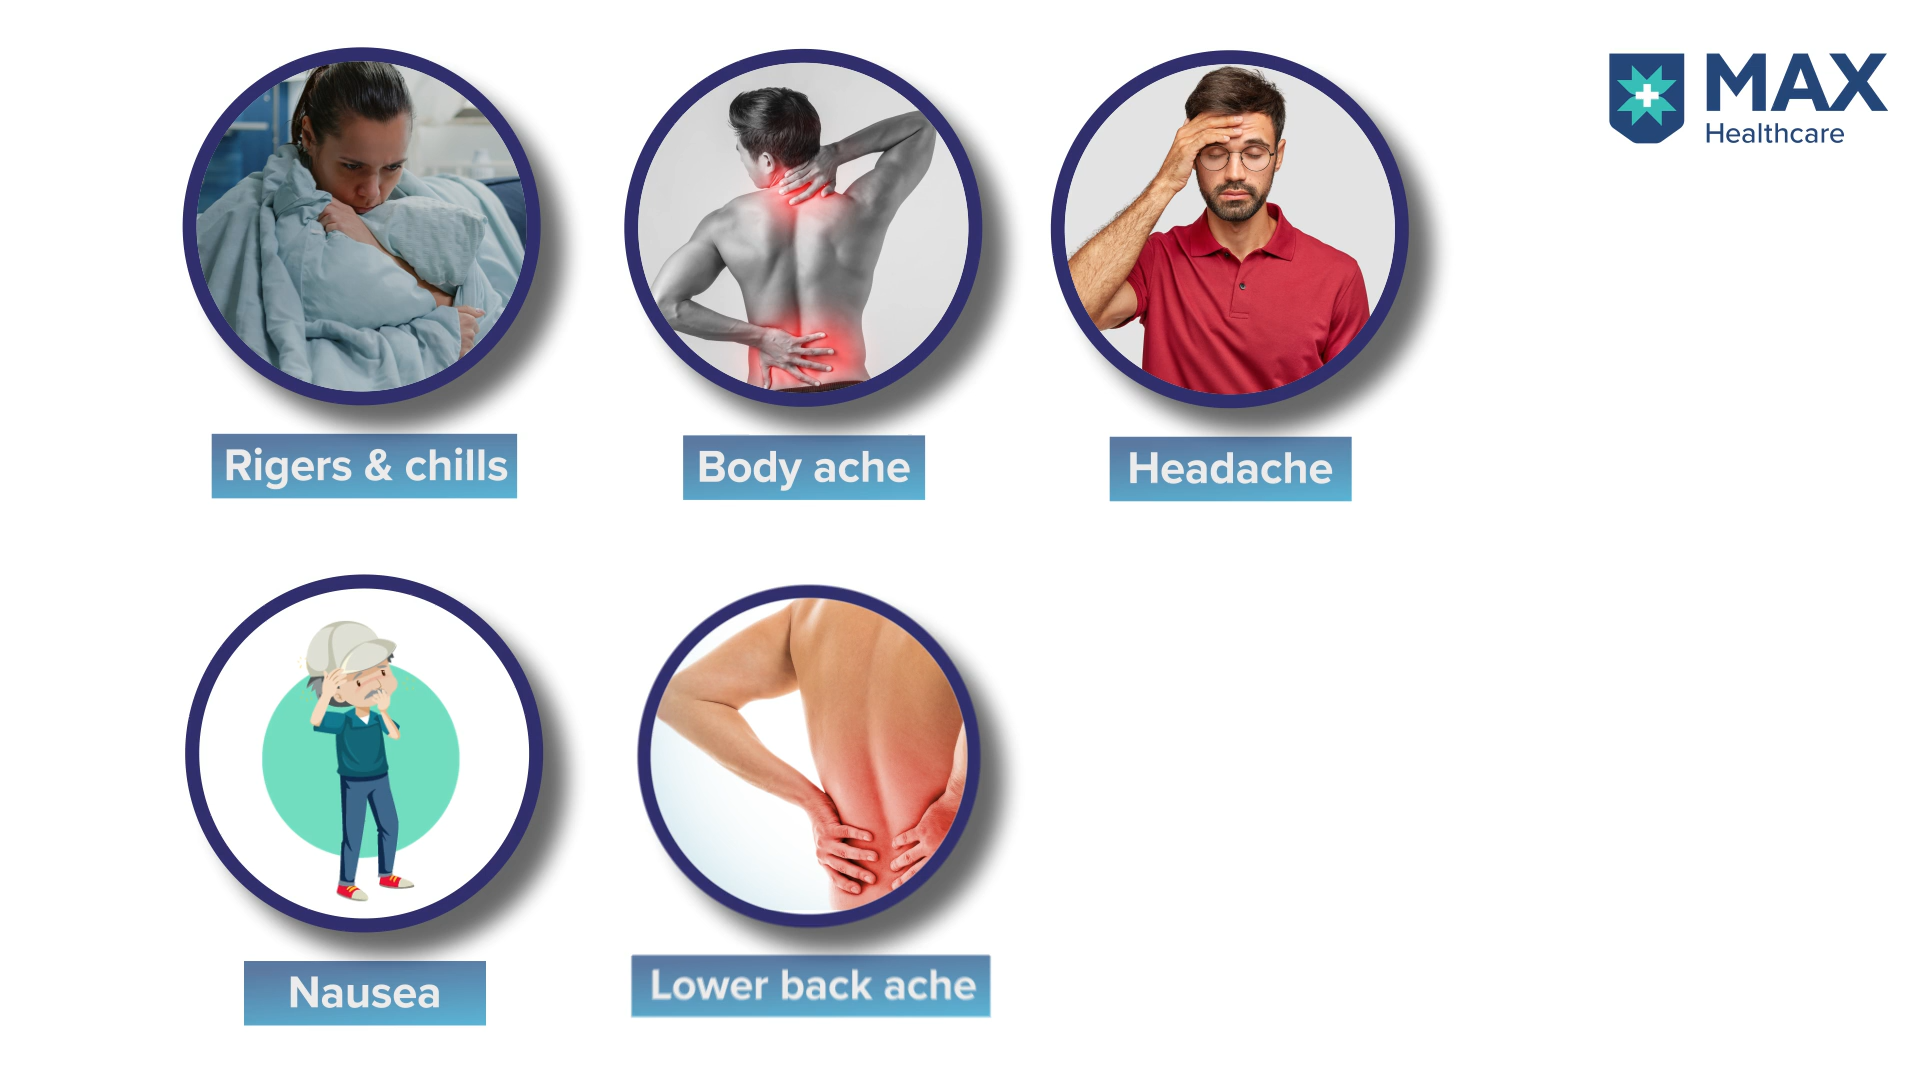 MAX
Healthcare
Rigers & chills
Body ache
Headache
Nausea
Lower back ache